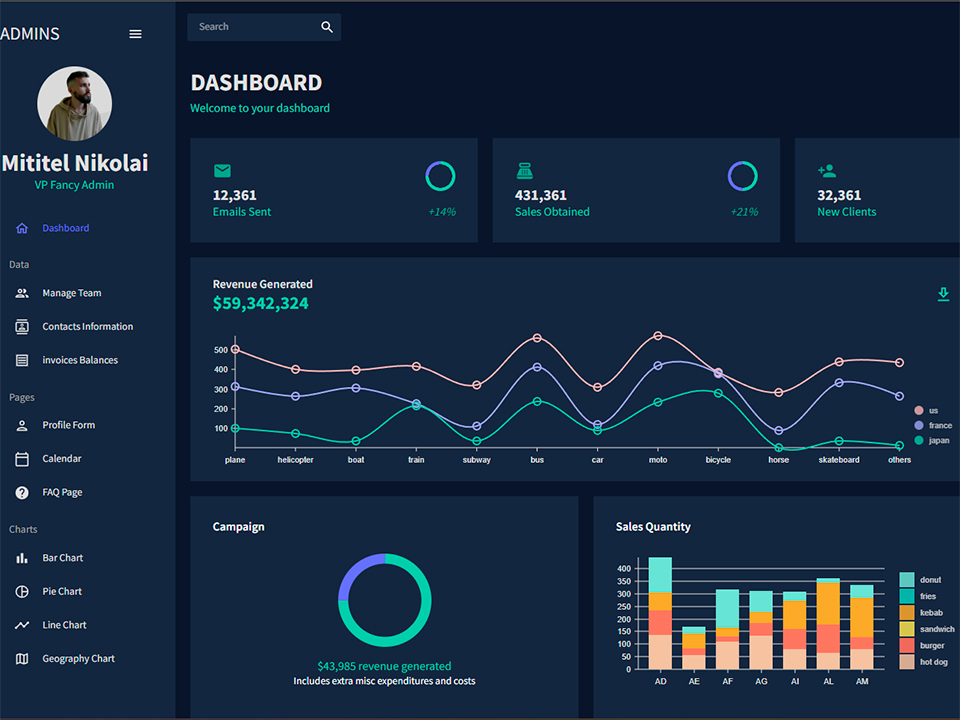 ADMINS
Mititel Nikolai
VP Fancy Admin
Dashboard
Data
Manage Team
Contacts Information
invoices Balances
Pages
Profile Form
Calendar
FAQ Page
Charts
Bar Chart
Pie Chart
Line Chart
Geography Chart
Search
DASHBOARD
Welcome to your dashboard
12,361
Emails Sent
+14%
431,361
Sales Obtained
+21%
32,361
New Clients
Revenue Generated
$59,342,324
500
400
300
200
100
plane helicopter boat train subway bus car moto bicycle horse skateboard others
us
france
japan
Campaign
$43,985 revenue generated
Includes extra misc expenditures and costs
Sales Quantity
400
350
300
250
200
150
100
50
0
AD AE AF AG AI AL AM
donut
fries
kebab
sandwich
burger
hot dog